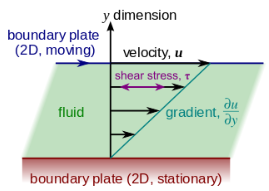 y dimension
boundary plate
(2D, moving)
velocity, u
shear stress, τ
fluid
gradient, ∂u/∂y
boundary plate (2D, stationary)